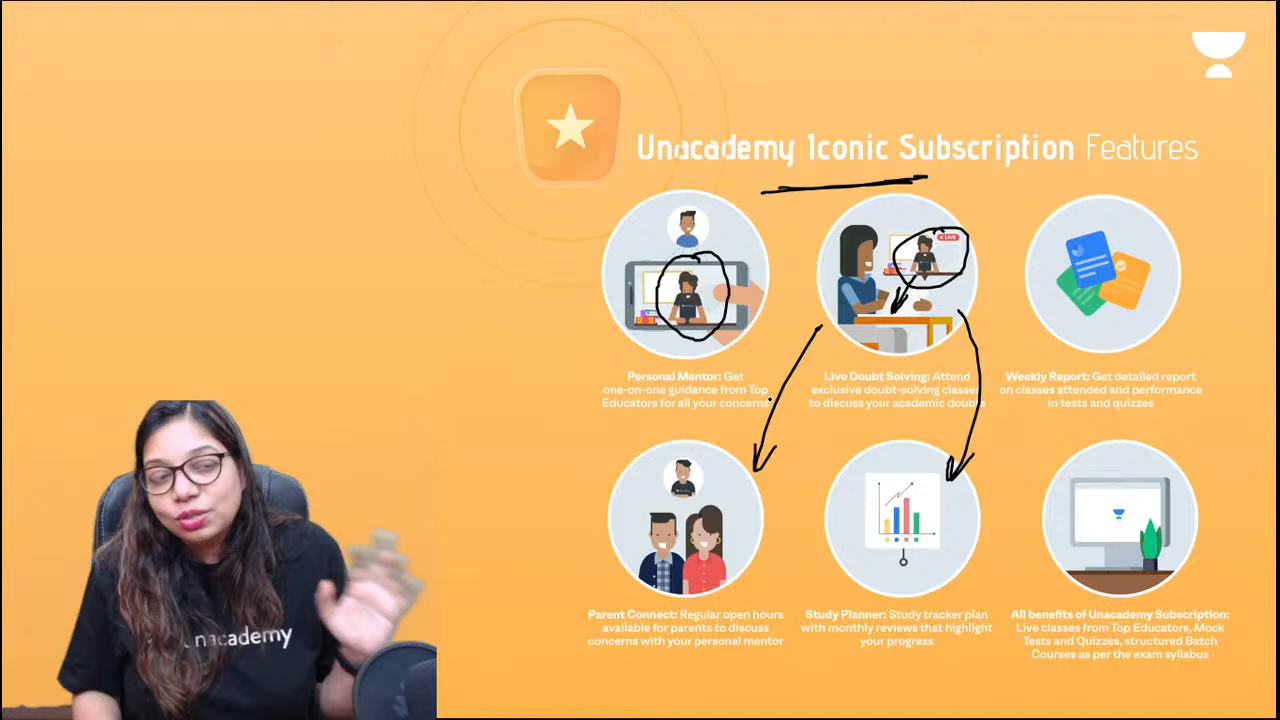 Unacademy Iconic Subscription Features
LIVE
Personal Mentor: Get
one-on-one guidance from Top
Educators for all your concerns
Live Doubt Solving: Attend
exclusive doubt-solving classes
to discuss your academic doubts
Weekly Report: Get detailed report
on classes attended and performance
in tests and quizzes
Parent Connect: Regular open hours
available for parents to discuss
concerns with your personal mentor
Study Planner: Study tracker plan
with monthly reviews that highlight
your progress
All benefits of Unacademy Subscription:
Live classes from Top Educators, Mock
Tests and Quizzes, structured Batch
Courses as per the exam syllabus